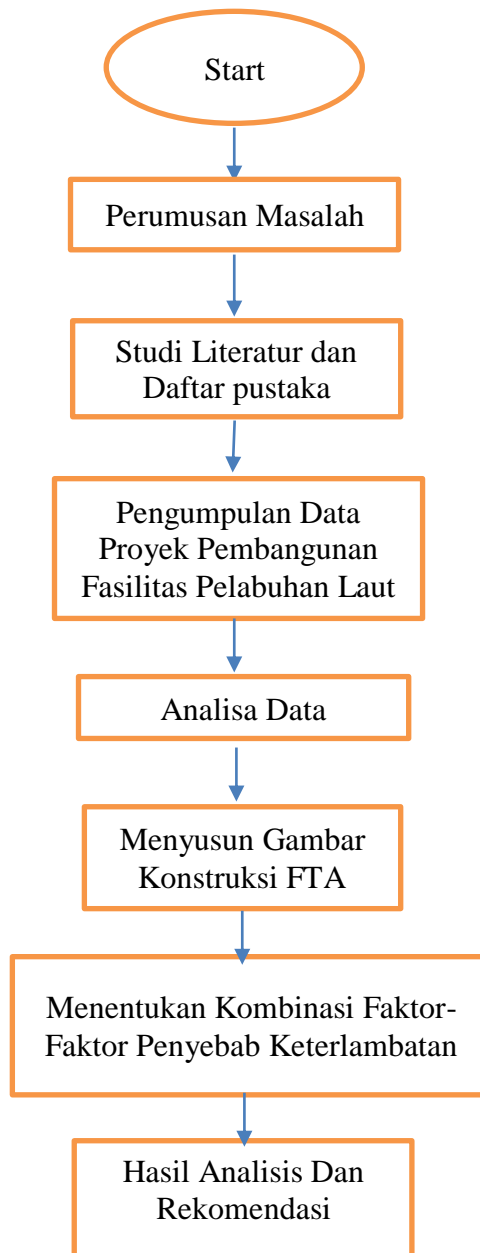 Start
Perumusan Masalah
Studi Literatur dan
Daftar pustaka
Pengumpulan Data
Proyek Pembangunan
Fasilitas Pelabuhan Laut
Analisa Data
Menyusun Gambar
Konstruksi FTA
Menentukan Kombinasi Faktor-
Faktor Penyebab Keterlambatan
Hasil Analisis Dan
Rekomendasi